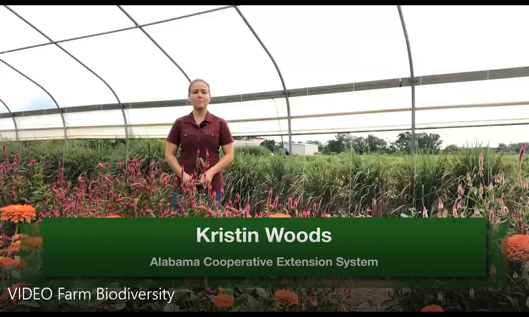 Kristin Woods
Alabama Cooperative Extension System
VIDEO Farm Biodiversity